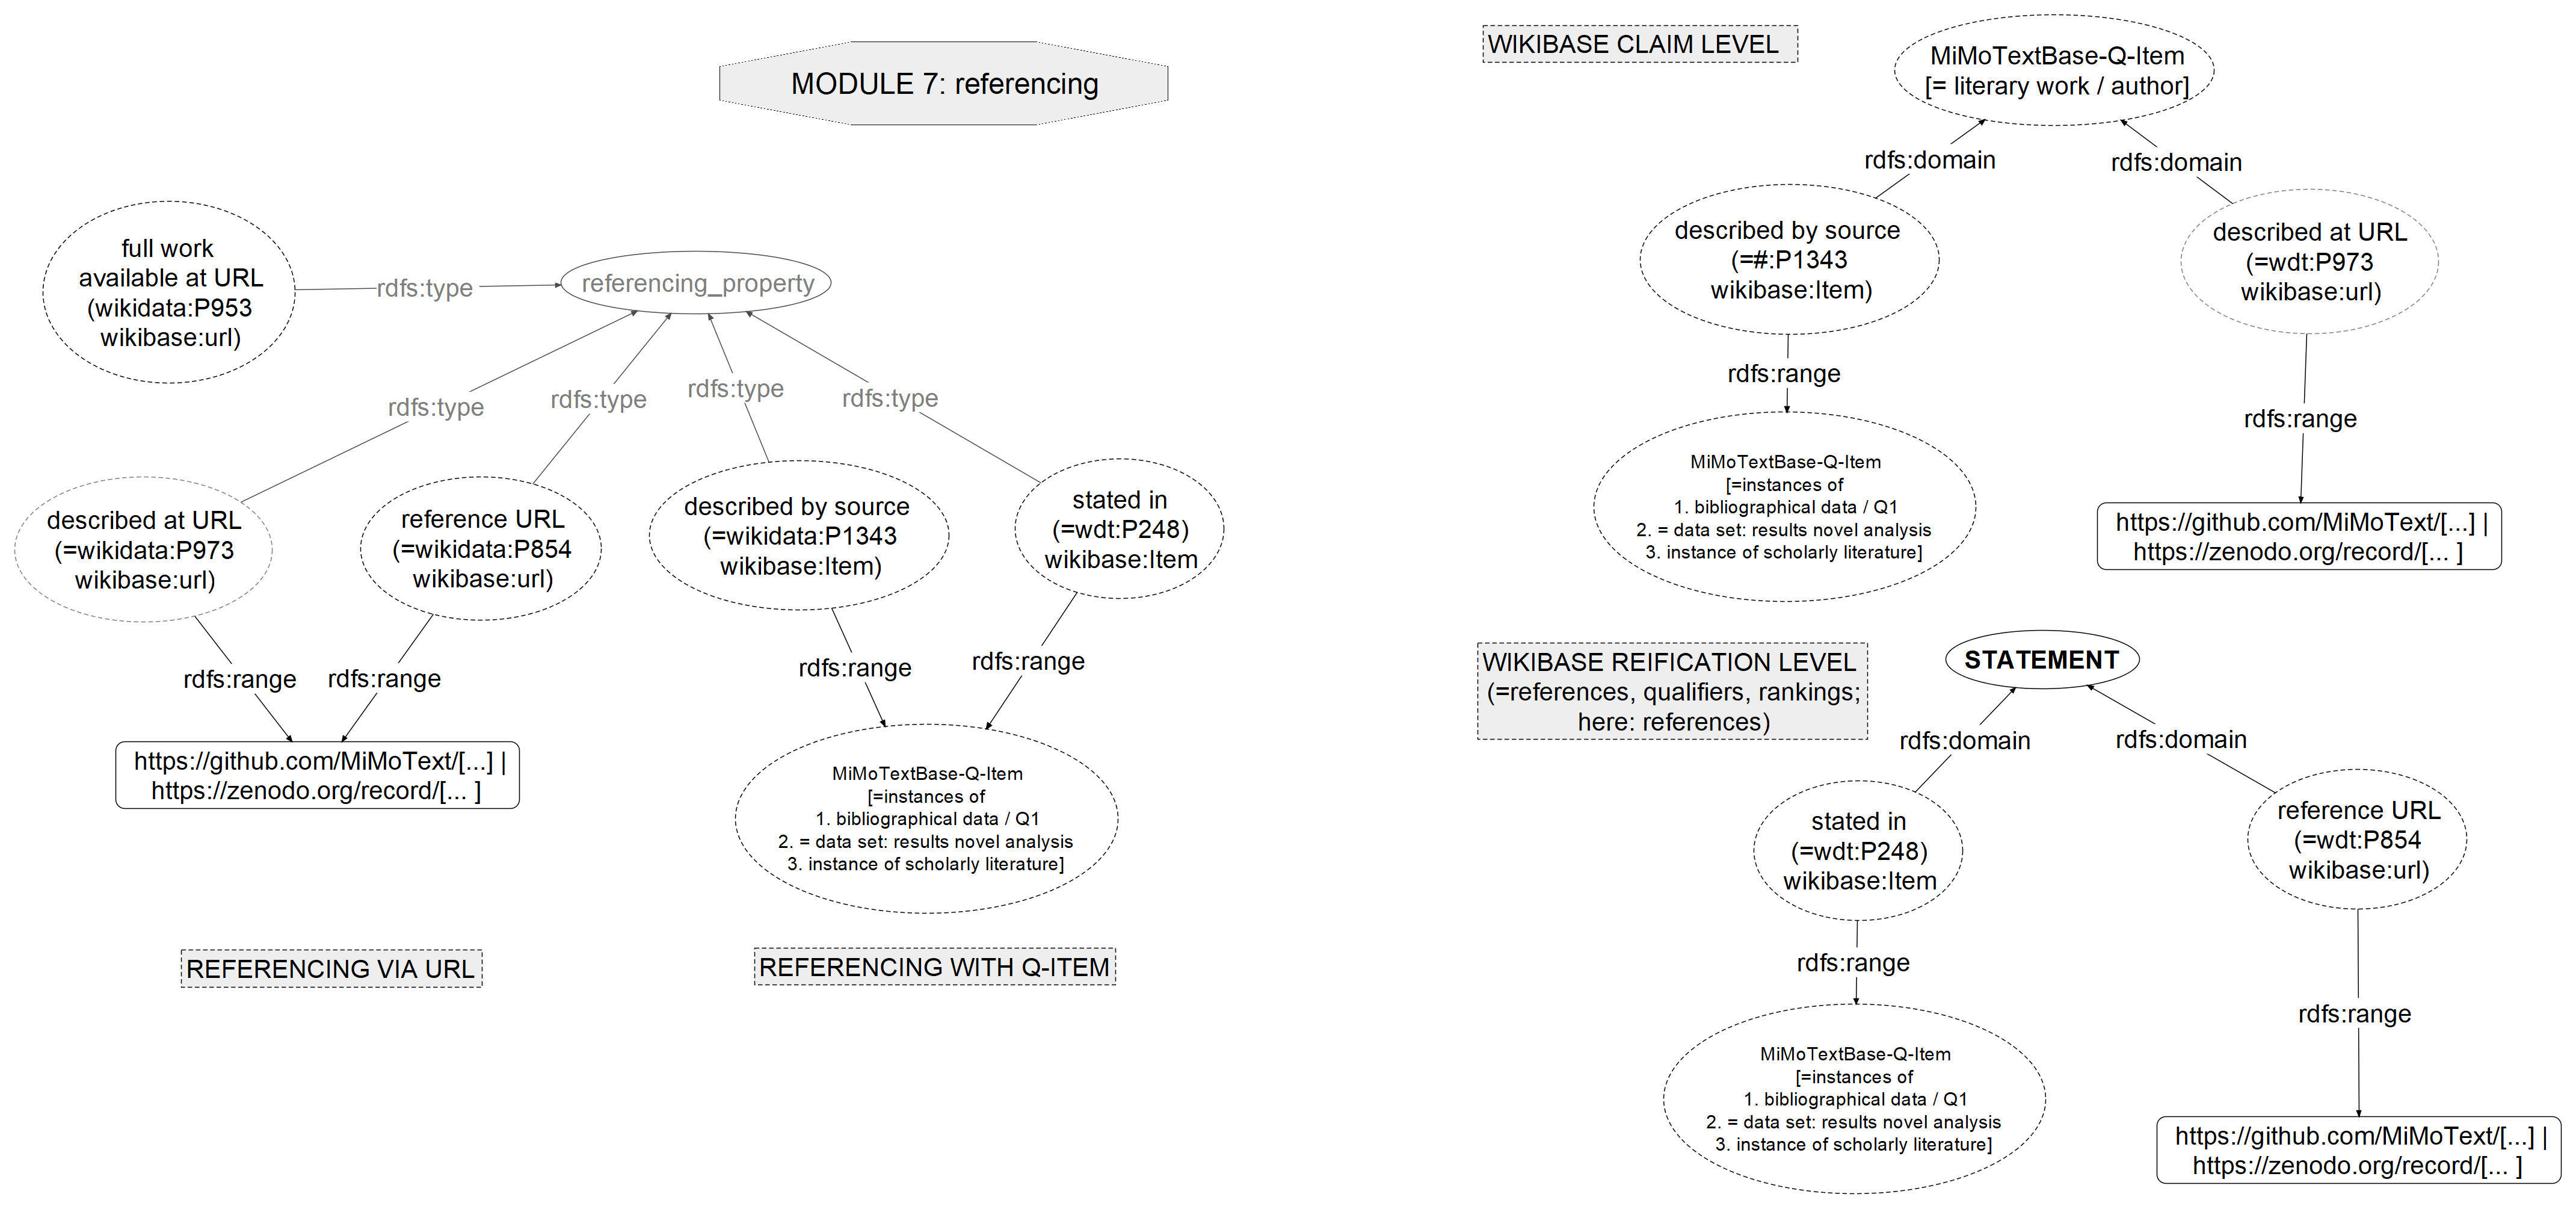 MODULE 7: referencing
full work
available at URL
(wikidata:P953
wikibase:url)
rdfs:type
referencing_property
rdfs:type
rdfs:type
rdfs:type
rdfs:type
described at URL
(=wikidata:P973
wikibase:url)
reference URL
(=wikidata:P854
wikibase:url)
described by source
(=wikidata:P1343
wikibase:Item)
stated in
(=wdt:P248)
wikibase:Item
rdfs:range
rdfs:range
rdfs:range
rdfs:range
https://github.com/MiMoText/[...] |
https://zenodo.org/record/[... ]
MiMoTextBase-Q-Item
[=instances of
1. bibliographical data / Q1
2. = data set: results novel analysis
3. instance of scholarly literature]
REFERENCING VIA URL
REFERENCING WITH Q-ITEM
WIKIBASE CLAIM LEVEL
MiMoTextBase-Q-Item
[= literary work / author]
rdfs:domain
rdfs:domain
described by source
(=#:P1343
wikibase:Item)
described at URL
(=wdt:P973
wikibase:url)
rdfs:range
rdfs:range
MiMoTextBase-Q-Item
[=instances of
1. bibliographical data / Q1
2. = data set: results novel analysis
3. instance of scholarly literature]
https://github.com/MiMoText/[...] |
https://zenodo.org/record/[... ]
WIKIBASE REIFICATION LEVEL
(=references, qualifiers, rankings;
here: references)
STATEMENT
rdfs:domain
rdfs:domain
stated in
(=wdt:P248)
wikibase:Item
reference URL
(=wdt:P854
wikibase:url)
rdfs:range
rdfs:range
MiMoTextBase-Q-Item
[=instances of
1. bibliographical data / Q1
2. = data set: results novel analysis
3. instance of scholarly literature]
https://github.com/MiMoText/[...] |
https://zenodo.org/record/[... ]